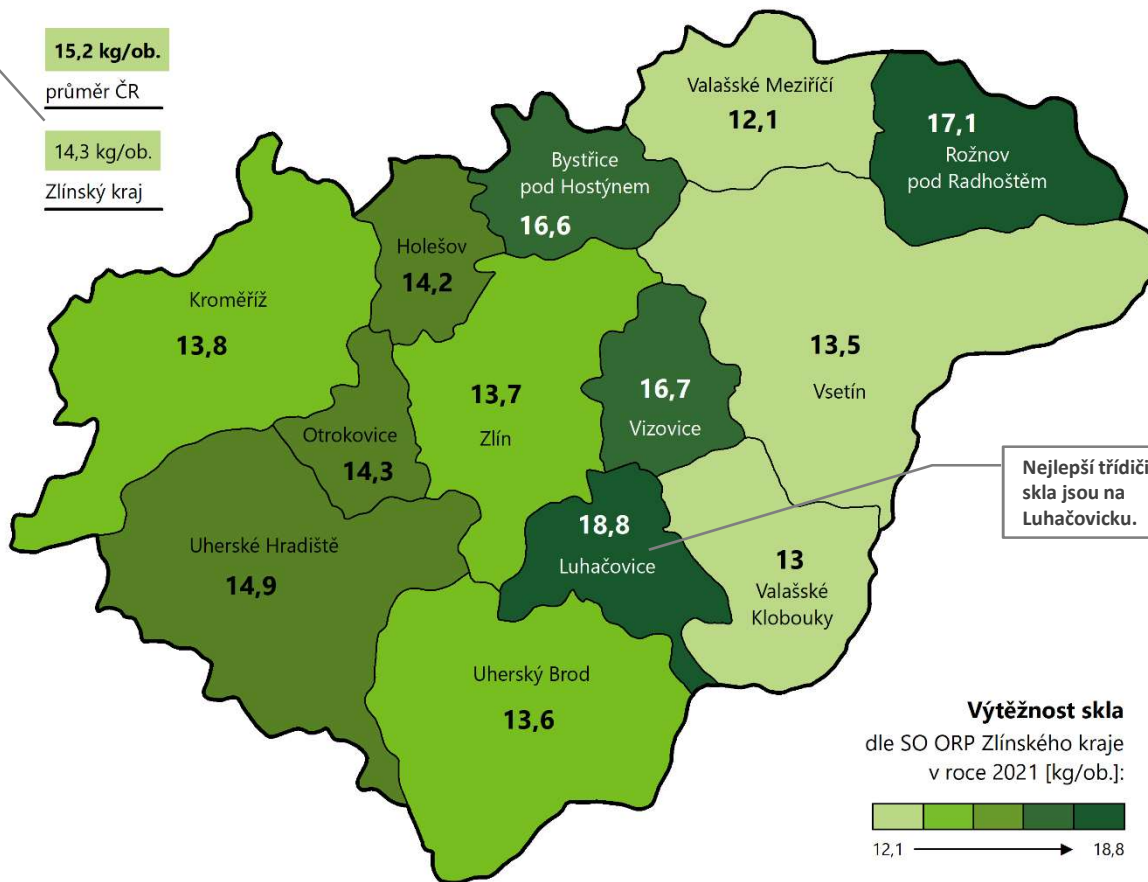 15,2 kg/ob.
průměr ČR
14,3 kg/ob.
Zlínský kraj
Valašské Meziříčí
12,1
17,1
Rožnov
pod Radhoštěm
Bystřice
pod Hostýnem
16,6
Holešov
14,2
Kroměříž
13,8
13,5
Vsetín
13,7
Zlín
16,7
Vizovice
Otrokovice
14,3
Nejlepší třídiči
skla jsou na
Luhačovicku.
18,8
Luhačovice
Uherské Hradiště
14,9
13
Valašské
Klobouky
Uherský Brod
13,6
Výtěžnost skla
dle SO ORP Zlínského kraje
v roce 2021 [kg/ob.]:
12,1 18,8